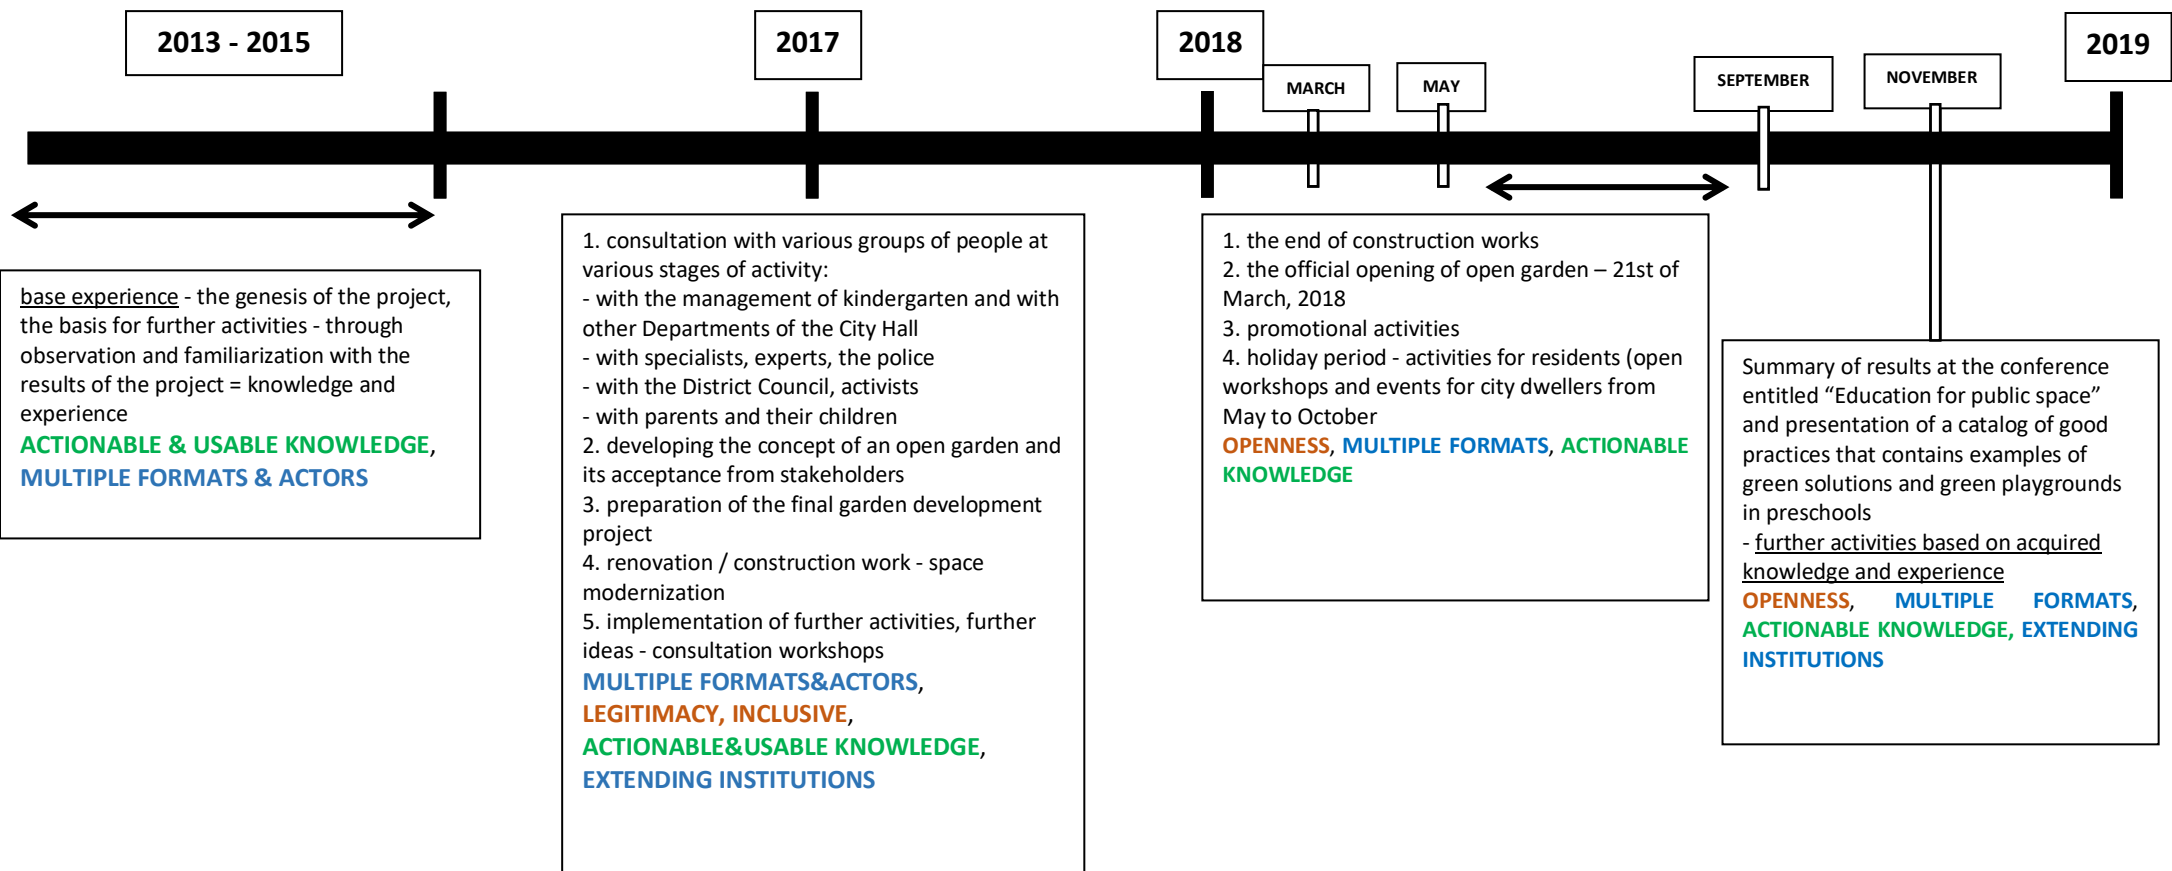 2013 - 2015
2017
2018
MARCH
MAY
SEPTEMBER
NOVEMBER
2019
base experience - the genesis of the project,
the basis for further activities - through
observation and familiarization with the
results of the project = knowledge and
experience
ACTIONABLE & USABLE KNOWLEDGE,
MULTIPLE FORMATS & ACTORS
1. consultation with various groups of people at
various stages of activity:
- with the management of kindergarten and with
other Departments of the City Hall
- with specialists, experts, the police
- with the District Council, activists
- with parents and their children
2. developing the concept of an open garden and
its acceptance from stakeholders
3. preparation of the final garden development
project
4. renovation / construction work - space
modernization
5. implementation of further activities, further
ideas - consultation workshops
MULTIPLE FORMATS&ACTORS,
LEGITIMACY, INCLUSIVE,
ACTIONABLE&USABLE KNOWLEDGE,
EXTENDING INSTITUTIONS
1. the end of construction works
2. the official opening of open garden – 21st of
March, 2018
3. promotional activities
4. holiday period - activities for residents (open
workshops and events for city dwellers from
May to October
OPENNESS, MULTIPLE FORMATS, ACTIONABLE
KNOWLEDGE
Summary of results at the conference
entitled “Education for public space”
and presentation of a catalog of good
practices that contains examples of
green solutions and green playgrounds
in preschools
- further activities based on acquired
knowledge and experience
OPENNESS, MULTIPLE FORMATS,
ACTIONABLE KNOWLEDGE, EXTENDING
INSTITUTIONS